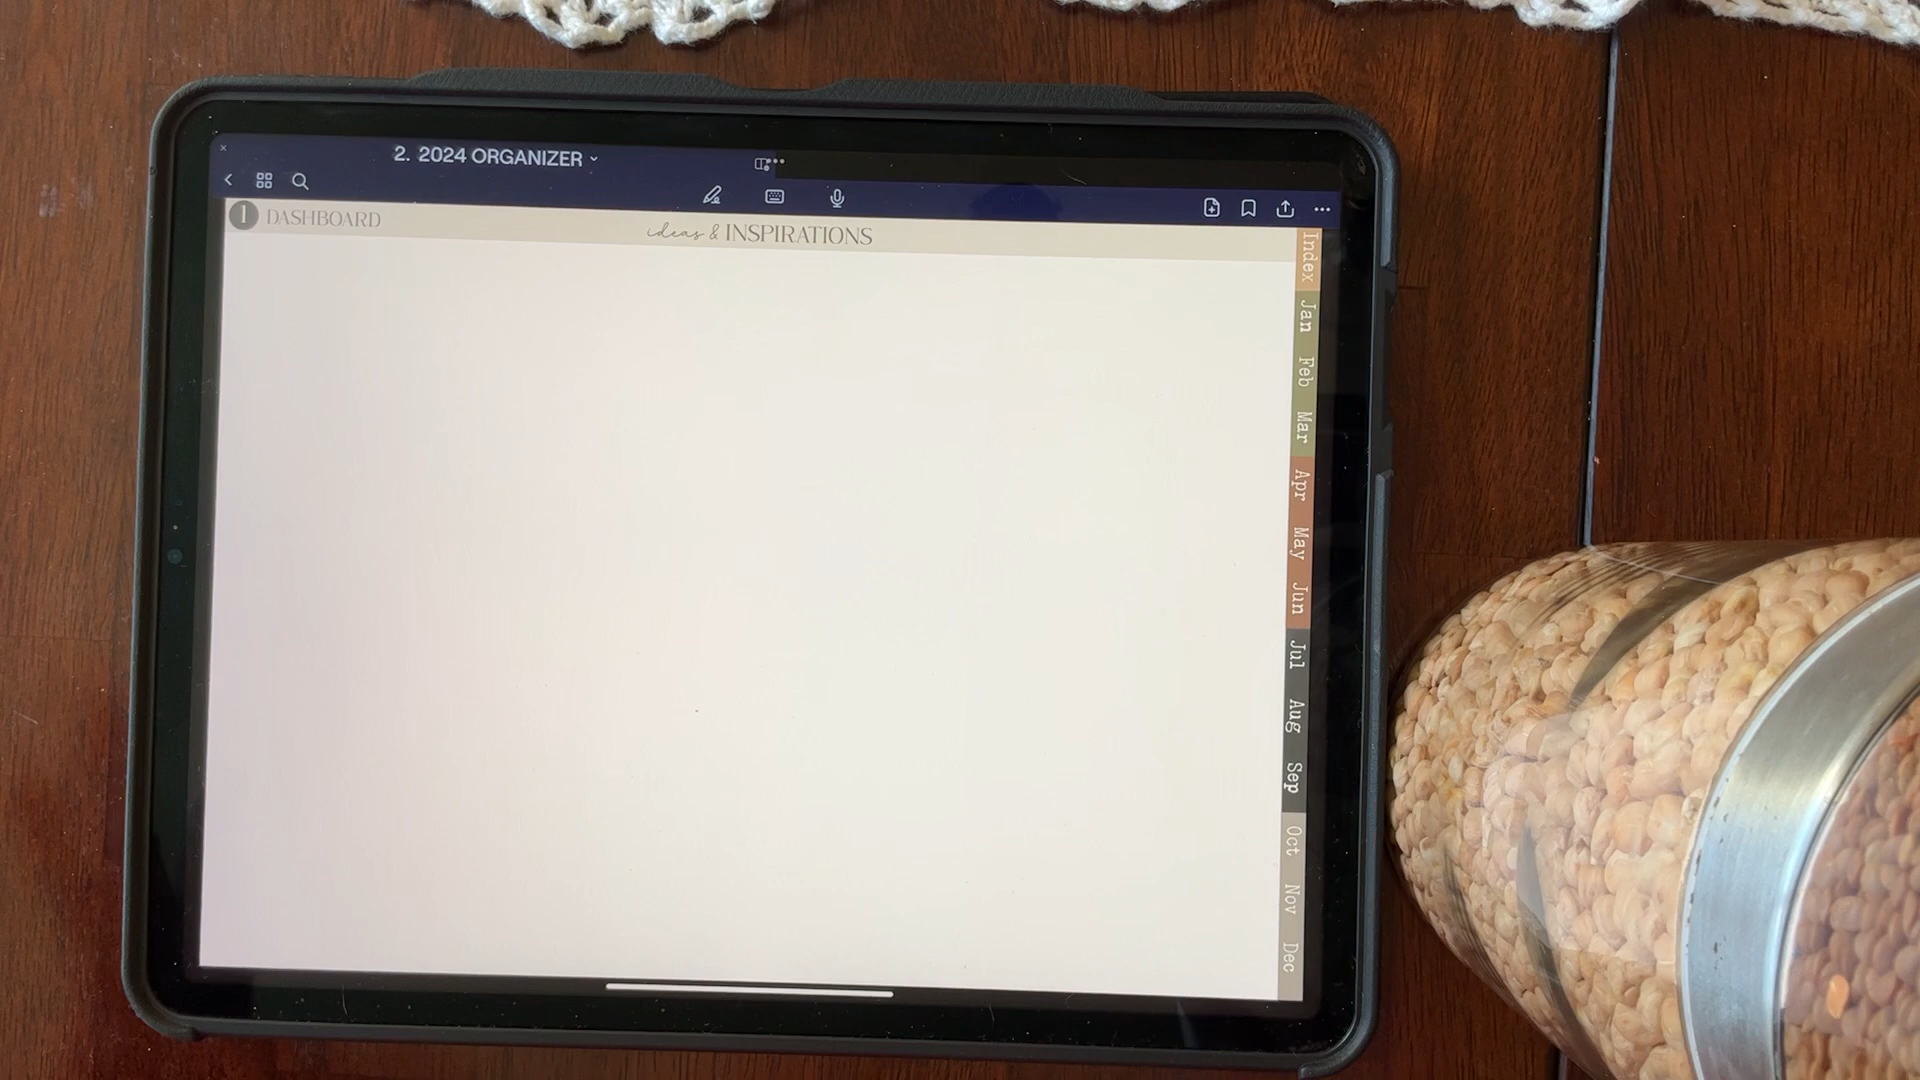 2. 2024 ORGANIZER
1 DASHBOARD
ideas & INSPIRATIONS
Index
Jan
Feb
Mar
Apr
May
Jun
Jul
Aug
Sep
Oct
Nov
Dec